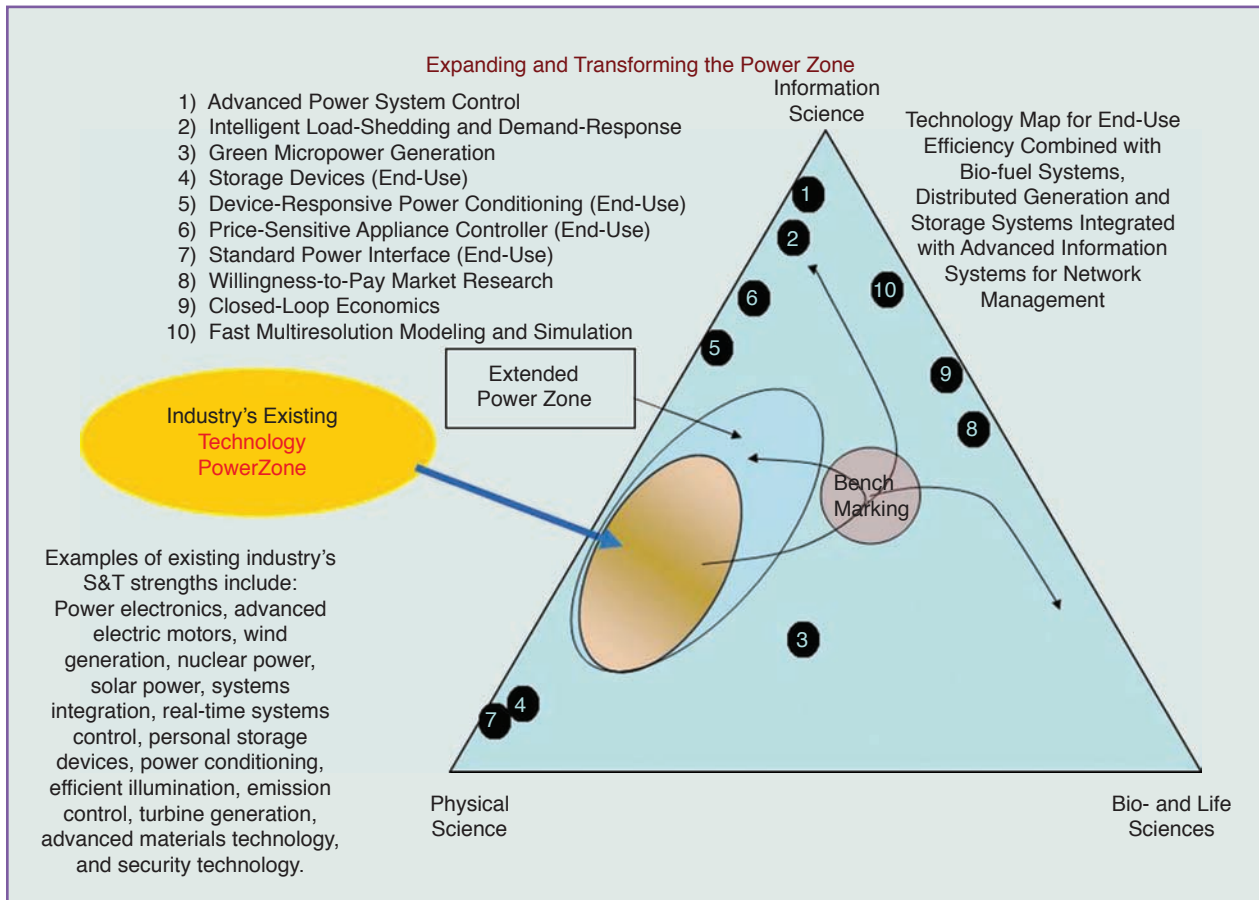 Expanding and Transforming the Power Zone
1) Advanced Power System Control
2) Intelligent Load-Shedding and Demand-Response
3) Green Micropower Generation
4) Storage Devices (End-Use)
5) Device-Responsive Power Conditioning (End-Use)
6) Price-Sensitive Appliance Controller (End-Use)
7) Standard Power Interface (End-Use)
8) Willingness-to-Pay Market Research
9) Closed-Loop Economics
10) Fast Multiresolution Modeling and Simulation
Information
Science
Technology Map for End-Use
Efficiency Combined with
Bio-fuel Systems,
Distributed Generation and
Storage Systems Integrated
with Advanced Information
Systems for Network
Management
1
2
10
6
5
9
8
Extended
Power Zone
Industry’s Existing
Technology
PowerZone
Bench
Marking
3
4
7
Examples of existing industry’s
S&T strengths include:
Power electronics, advanced
electric motors, wind
generation, nuclear power,
solar power, systems
integration, real-time systems
control, personal storage
devices, power conditioning,
efficient illumination, emission
control, turbine generation,
advanced materials technology,
and security technology.
Physical
Science
Bio- and Life
Sciences